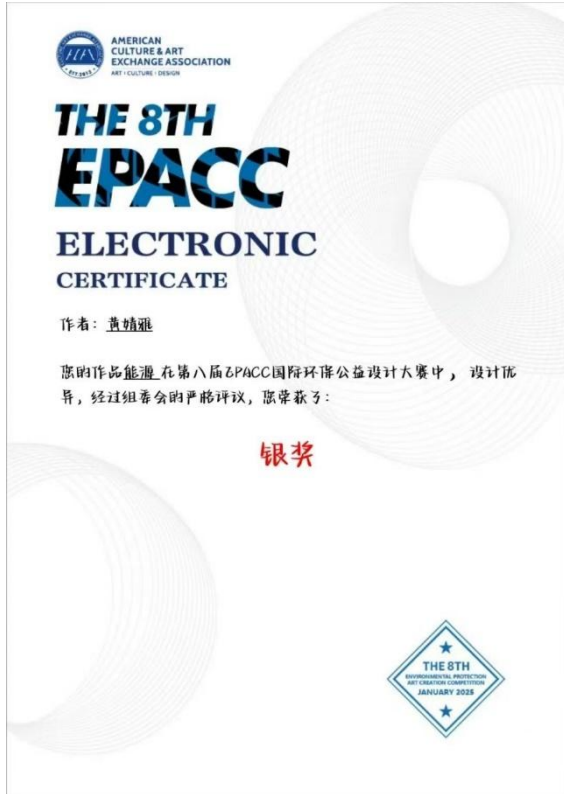 AMERICAN
CULTURE & ART
EXCHANGE ASSOCIATION
ART · CULTURE · DESIGN
THE 8TH
EPACC
ELECTRONIC
CERTIFICATE
作者：黄婧雅
您的作品能源 在第八届EPACC国际环保公益设计大赛中，设计优
异，经过组委会的严格评议，您荣获了：
银奖
THE 8TH
ENVIRONMENTAL PROTECTION
ART CREATION COMPETITION
JANUARY 2025